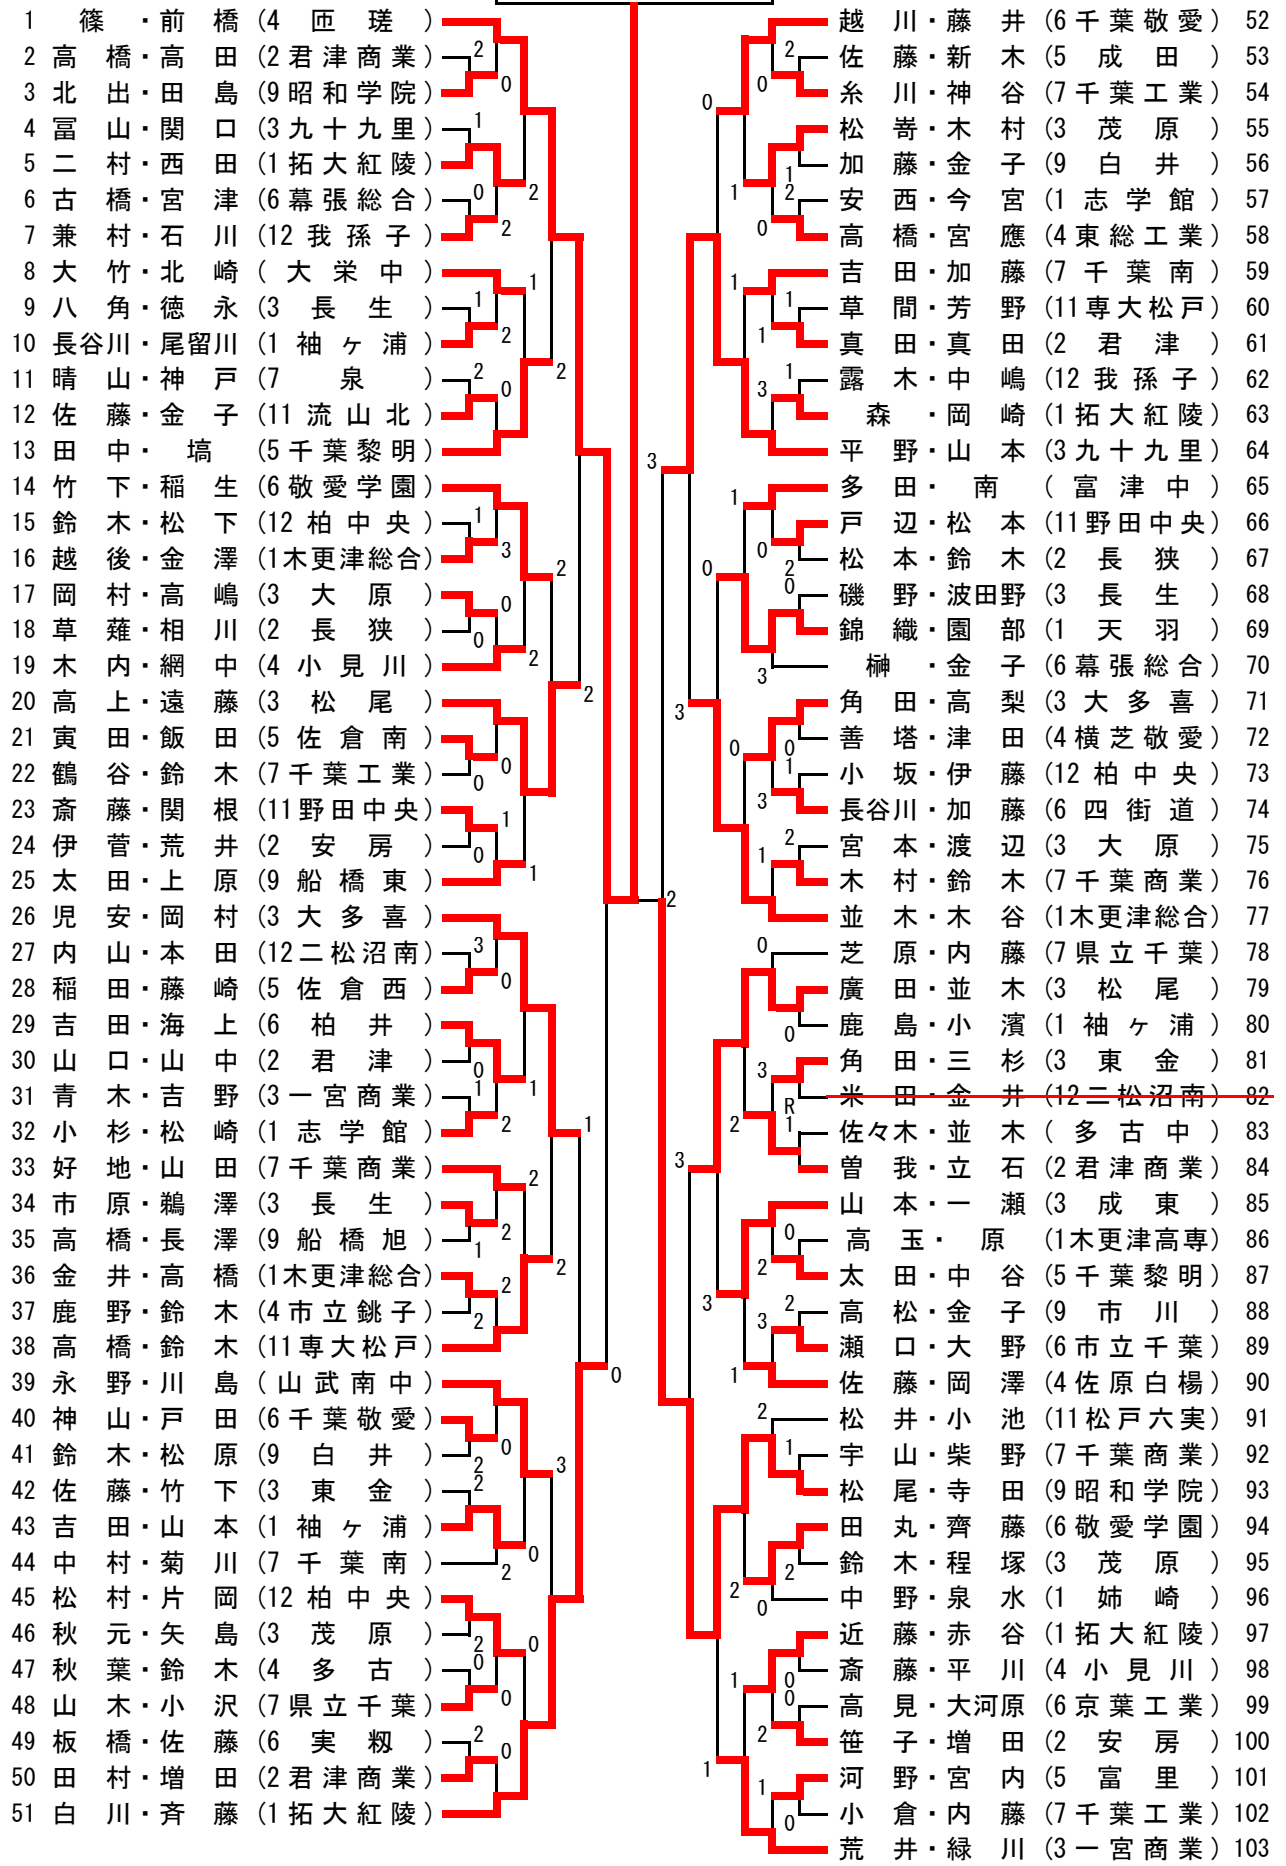 1 篠・前橋 (4 匝瑳)
2 高橋・高田 (2 君津商業)
3 北出・田島 (9 昭和学院)
4 冨山・関口 (3 九十九里)
5 二村・西田 (1 拓大紅陵)
6 古橋・宮津 (6 幕張総合)
7 兼村・石川 (12 我孫子)
8 大竹・北崎 ( 大栄中 )
9 八角・徳永 (3 長生)
10 長谷川・尾留川 (1 袖ヶ浦)
11 晴山・神戸 (7 泉)
12 佐藤・金子 (11 流山北)
13 田中・塙 (5 千葉黎明)
14 竹下・稲生 (6 敬愛学園)
15 鈴木・松下 (12 柏中央)
16 越後・金澤 (1 木更津総合)
17 岡村・高嶋 (3 大原)
18 草薙・相川 (2 長狭)
19 木内・網中 (4 小見川)
20 高上・遠藤 (3 松尾)
21 寅田・飯田 (5 佐倉南)
22 鶴谷・鈴木 (7 千葉工業)
23 斎藤・関根 (11 野田中央)
24 伊菅・荒井 (2 安房)
25 太田・上原 (9 船橋東)
26 児安・岡村 (3 大多喜)
27 内山・本田 (12 二松沼南)
28 稲田・藤崎 (5 佐倉西)
29 吉田・海上 (6 柏井)
30 山口・山中 (2 君津)
31 青木・吉野 (3 一宮商業)
32 小杉・松崎 (1 志学館)
33 好地・山田 (7 千葉商業)
34 市原・鵜澤 (3 長生)
35 高橋・長澤 (9 船橋旭)
36 金井・高橋 (1 木更津総合)
37 鹿野・鈴木 (4 市立銚子)
38 高橋・鈴木 (11 専大松戸)
39 永野・川島 ( 山武南中 )
40 神山・戸田 (6 千葉敬愛)
41 鈴木・松原 (9 白井)
42 佐藤・竹下 (3 東金)
43 吉田・山本 (1 袖ヶ浦)
44 中村・菊川 (7 千葉南)
45 松村・片岡 (12 柏中央)
46 秋元・矢島 (3 茂原)
47 秋葉・鈴木 (4 多古)
48 山木・小沢 (7 県立千葉)
49 板橋・佐藤 (6 実籾)
50 田村・増田 (2 君津商業)
51 白川・斉藤 (1 拓大紅陵)
越川・藤井 (6 千葉敬愛) 52
佐藤・新木 (5 成田) 53
糸川・神谷 (7 千葉工業) 54
松嵜・木村 (3 茂原) 55
加藤・金子 (9 白井) 56
安西・今宮 (1 志学館) 57
高橋・宮應 (4 東総工業) 58
吉田・加藤 (7 千葉南) 59
草間・芳野 (11 専大松戸) 60
真田・真田 (2 君津) 61
露木・中嶋 (12 我孫子) 62
森・岡崎 (1 拓大紅陵) 63
平野・山本 (3 九十九里) 64
多田・南 ( 富津中 ) 65
戸辺・松本 (11 野田中央) 66
松本・鈴木 (2 長狭) 67
磯野・波田野 (3 長生) 68
錦織・園部 (1 天羽) 69
榊・金子 (6 幕張総合) 70
角田・高梨 (3 大多喜) 71
善塔・津田 (4 横芝敬愛) 72
小坂・伊藤 (12 柏中央) 73
長谷川・加藤 (6 四街道) 74
宮本・渡辺 (3 大原) 75
木村・鈴木 (7 千葉商業) 76
並木・木谷 (1 木更津総合) 77
芝原・内藤 (7 県立千葉) 78
廣田・並木 (3 松尾) 79
鹿島・小濱 (1 袖ヶ浦) 80
角田・三杉 (3 東金) 81
米田・金井 (12 二松沼南) 82
佐々木・並木 ( 多古中 ) 83
曽我・立石 (2 君津商業) 84
山本・一瀬 (3 成東) 85
高玉・原 (1 木更津高専) 86
太田・中谷 (5 千葉黎明) 87
高松・金子 (9 市川) 88
瀬口・大野 (6 市立千葉) 89
佐藤・岡澤 (4 佐原白楊) 90
松井・小池 (11 松戸六実) 91
宇山・柴野 (7 千葉商業) 92
松尾・寺田 (9 昭和学院) 93
田丸・齊藤 (6 敬愛学園) 94
鈴木・程塚 (3 茂原) 95
中野・泉水 (1 姉崎) 96
近藤・赤谷 (1 拓大紅陵) 97
斎藤・平川 (4 小見川) 98
高見・大河原 (6 京葉工業) 99
笹子・増田 (2 安房) 100
河野・宮内 (5 富里) 101
小倉・内藤 (7 千葉工業) 102
荒井・緑川 (3 一宮商業) 103